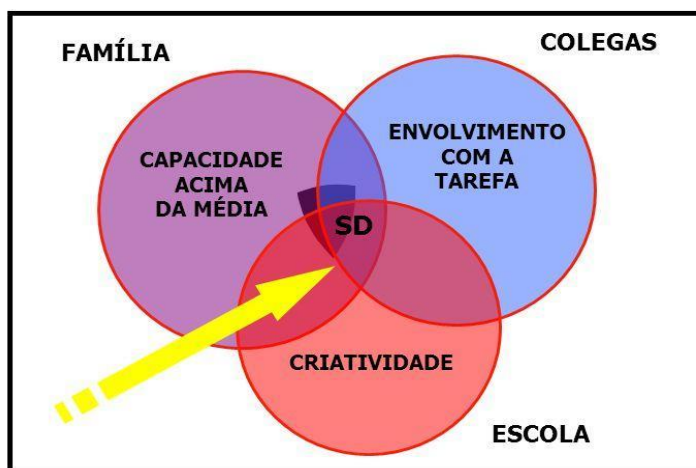 FAMÍLIA
COLEGAS
CAPACIDADE
ACIMA
DA MÉDIA
ENVOLVIMENTO
COM A
TAREFA
SD
CRIATIVIDADE
ESCOLA